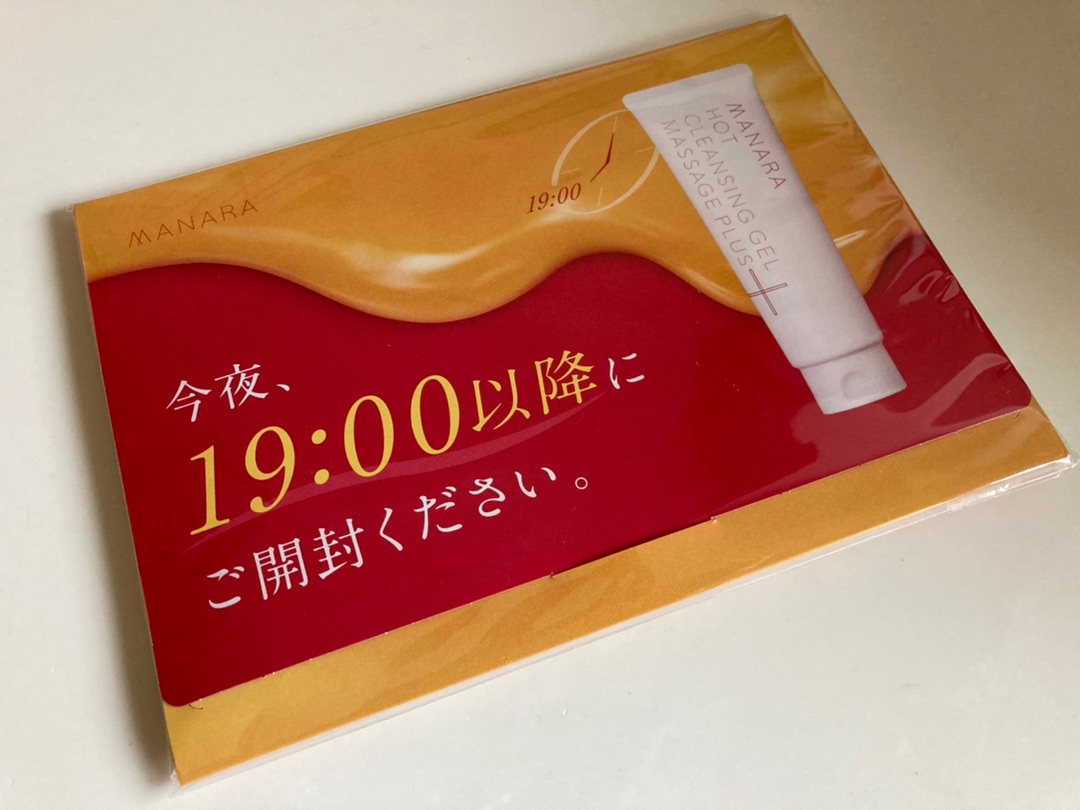 MANARA
19:00
MANARA
HOT
CLEANSING GEL
MASSAGE PLUS+
今夜、
19:00以降に
ご開封ください。